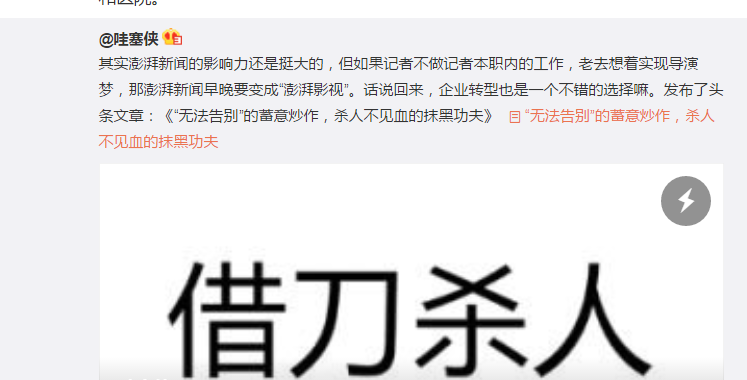 @哇塞侠
其实澎湃新闻的影响力还是挺大的，但如果记者不做记者本职内的工作，老去想着实现导演
梦，那澎湃新闻早晚要变成“澎湃影视”。话说回来，企业转型也是一个不错的选择嘛。发布了头
条文章：《“无法告别”的蓄意炒作，杀人不见血的抹黑功夫》 “无法告别”的蓄意炒作，杀人
不见血的抹黑功夫
借刀杀人